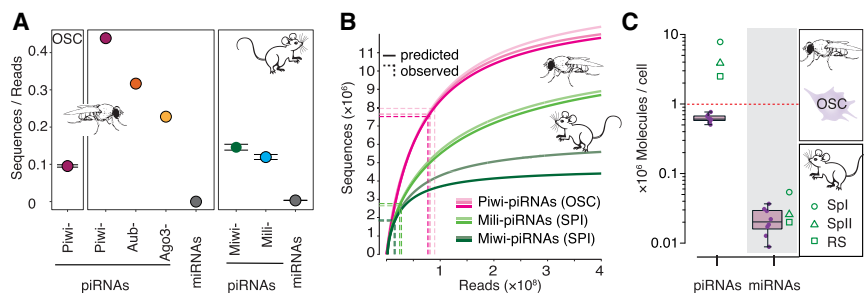 A
OSC
Sequences / Reads
0.4
0.3
0.2
0.1
0
Piwi-
Piwi-
Aub-
Ago3-
miRNAs
Miwi-
Mili-
miRNAs
piRNAs
piRNAs
B
Sequences (×10⁶)
11
10
9
8
7
6
5
4
3
2
1
0
predicted
observed
Piwi-piRNAs (OSC)
Mili-piRNAs (SPI)
Miwi-piRNAs (SPI)
1
2
3
4
Reads (×10⁸)
C
×10⁶ Molecules / cell
10
1
0.1
0.01
OSC
SpI
SpII
RS
piRNAs
miRNAs